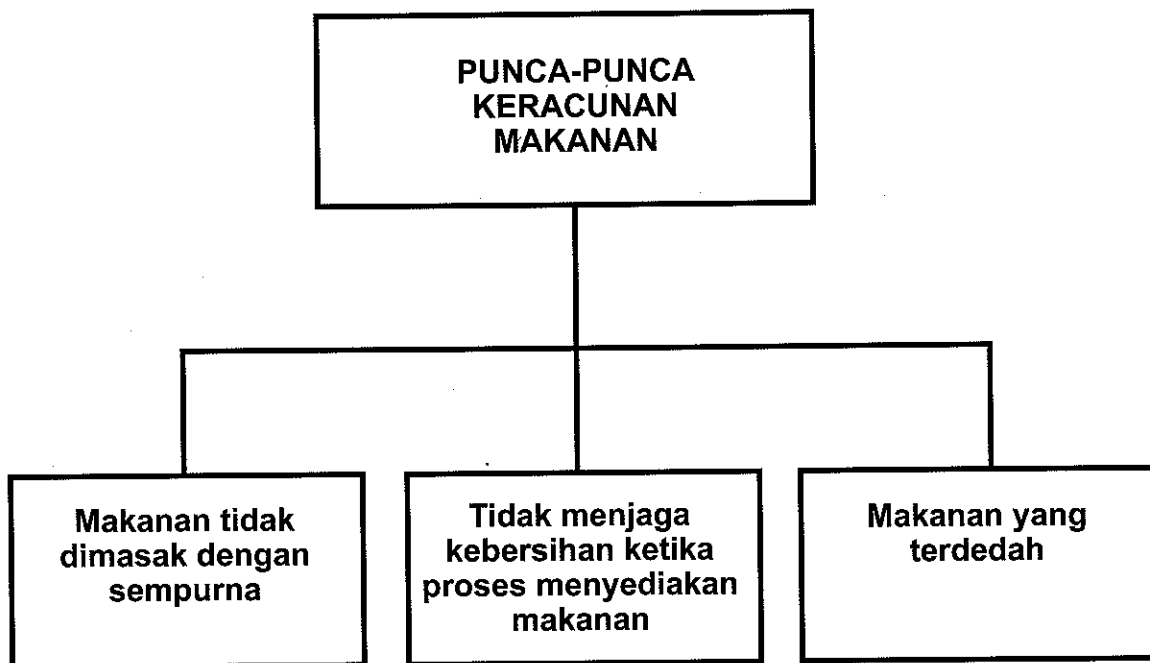 PUNCA-PUNCA
KERACUNAN
MAKANAN
Makanan tidak
dimasak dengan
sempurna
Tidak menjaga
kebersihan ketika
proses menyediakan
makanan
Makanan yang
terdedah